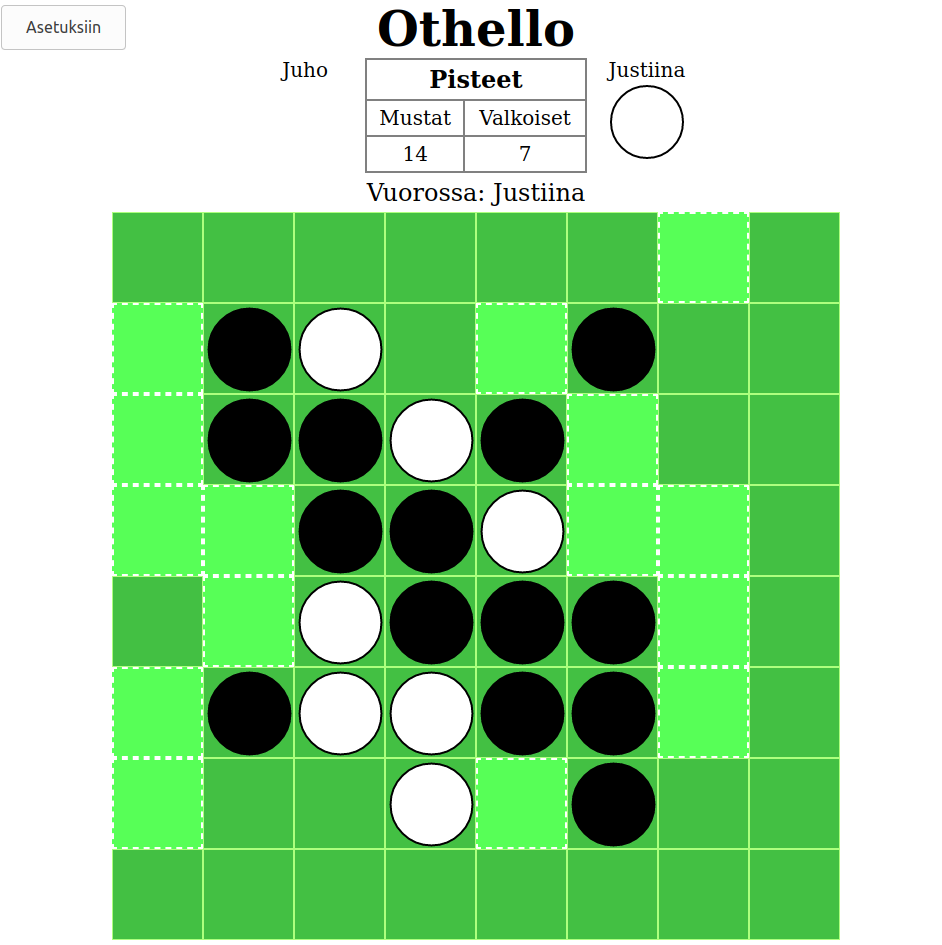 Asetuksiin
Othello
Juho
Pisteet
Justiina
Mustat Valkoiset
14 7
Vuorossa: Justiina